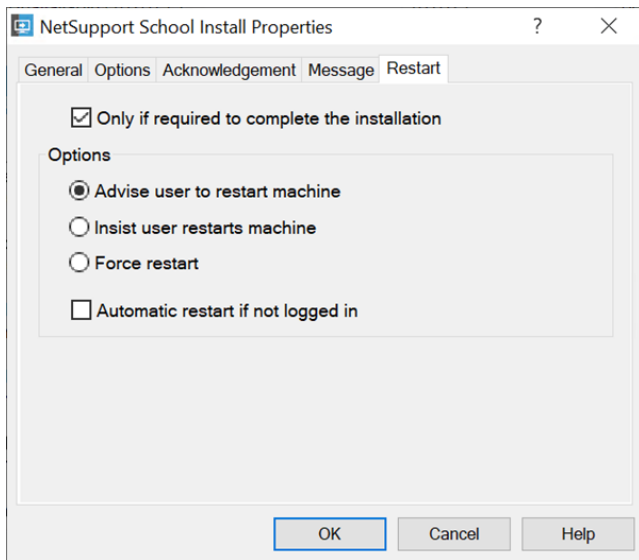 NetSupport School Install Properties ?
General Options Acknowledgement Message Restart
Only if required to complete the installation
Options
Advise user to restart machine
Insist user restarts machine
Force restart
Automatic restart if not logged in
OK Cancel Help